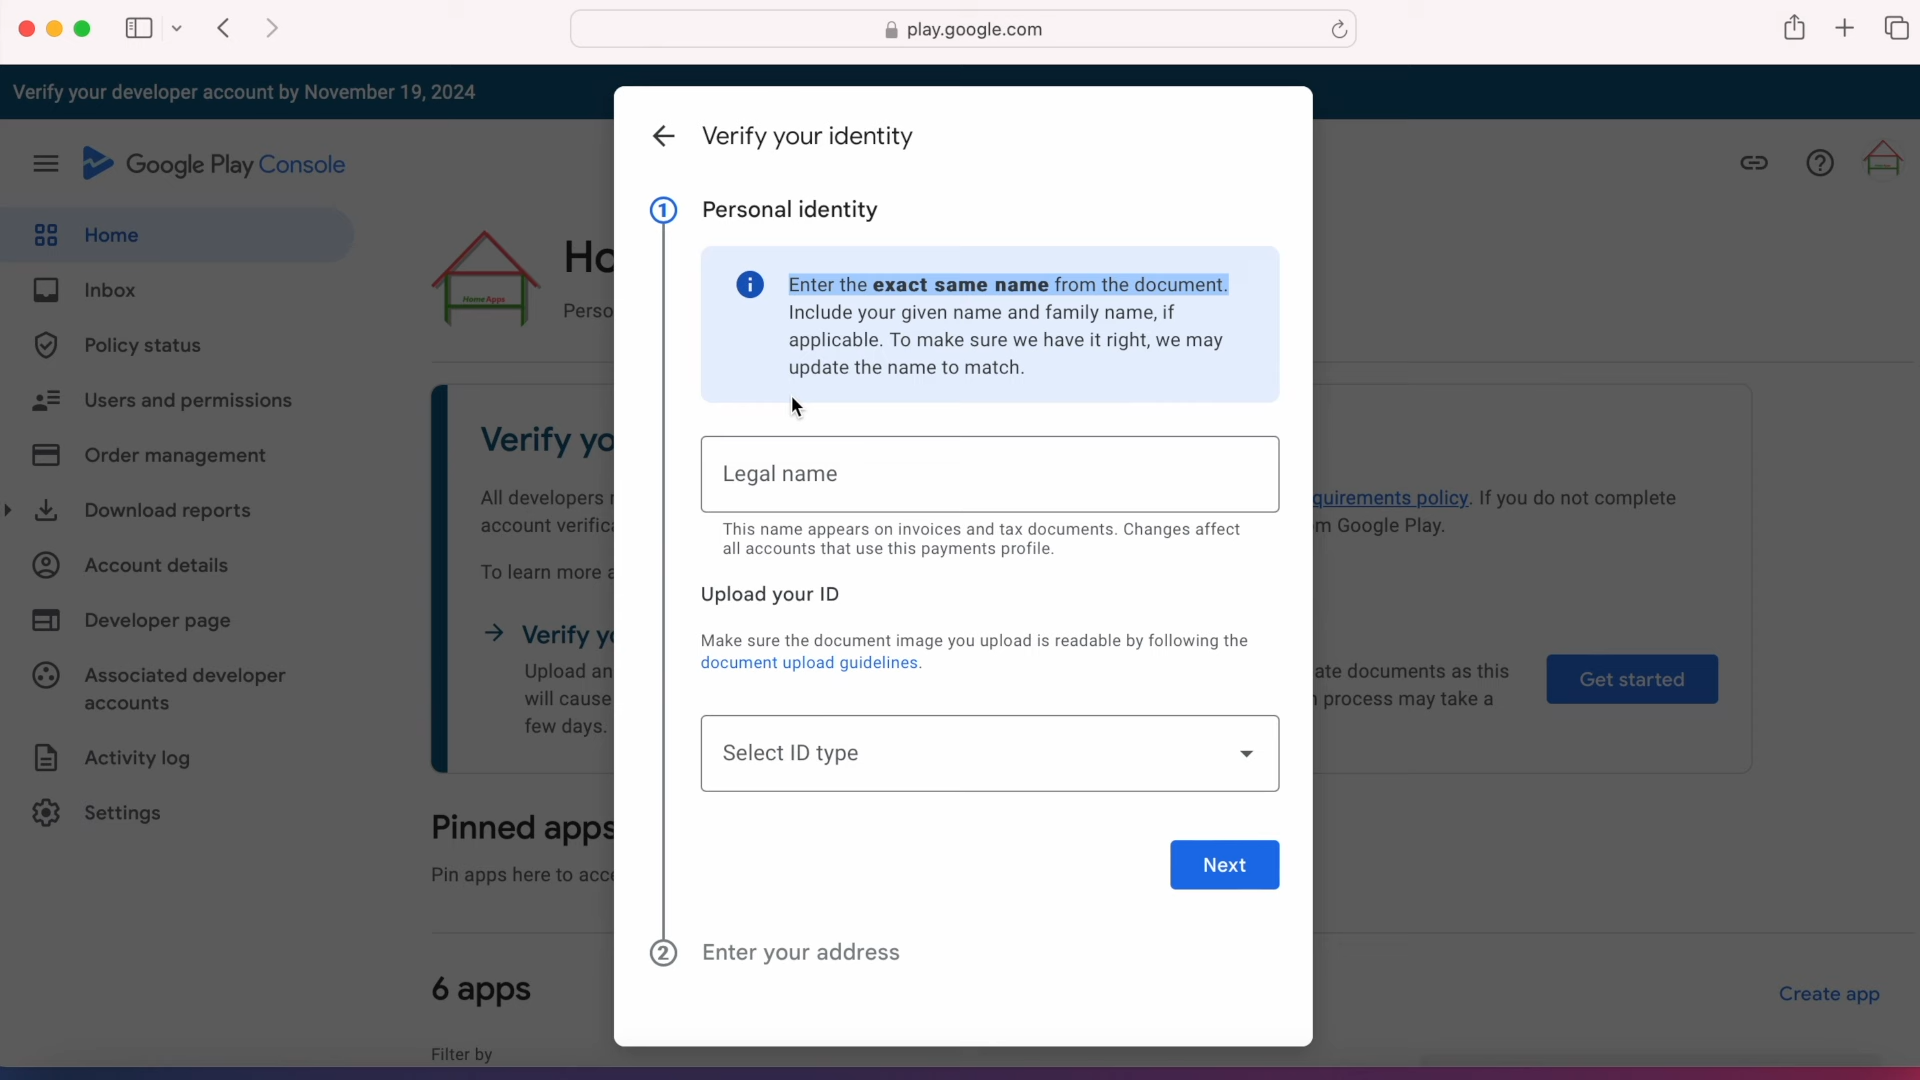 play.google.com
Verify your developer account by November 19, 2024
Google Play Console
Home
Inbox
Policy status
Users and permissions
Order management
Download reports
Account details
Developer page
Associated developer
accounts
Activity log
Settings
Home Apps
Ho
Perso
Verify yo
All developers
account verific
To learn more a
Verify y
Upload an
will cause
few days.
Pinned apps
Pin apps here to acce
6 apps
Filter by
Verify your identity
1 Personal identity
Enter the exact same name from the document.
Include your given name and family name, if
applicable. To make sure we have it right, we may
update the name to match.
Legal name
This name appears on invoices and tax documents. Changes affect
all accounts that use this payments profile.
Upload your ID
Make sure the document image you upload is readable by following the
document upload guidelines.
Select ID type
Next
2 Enter your address
quirements policy. If you do not complete
m Google Play.
ate documents as this
process may take a
Get started
Create app